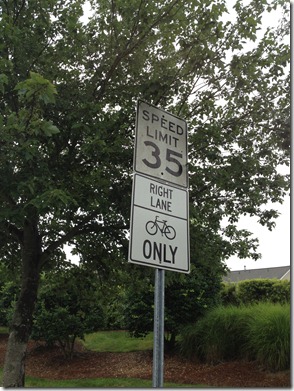 SPEED
LIMIT
35
RIGHT
LANE
ONLY